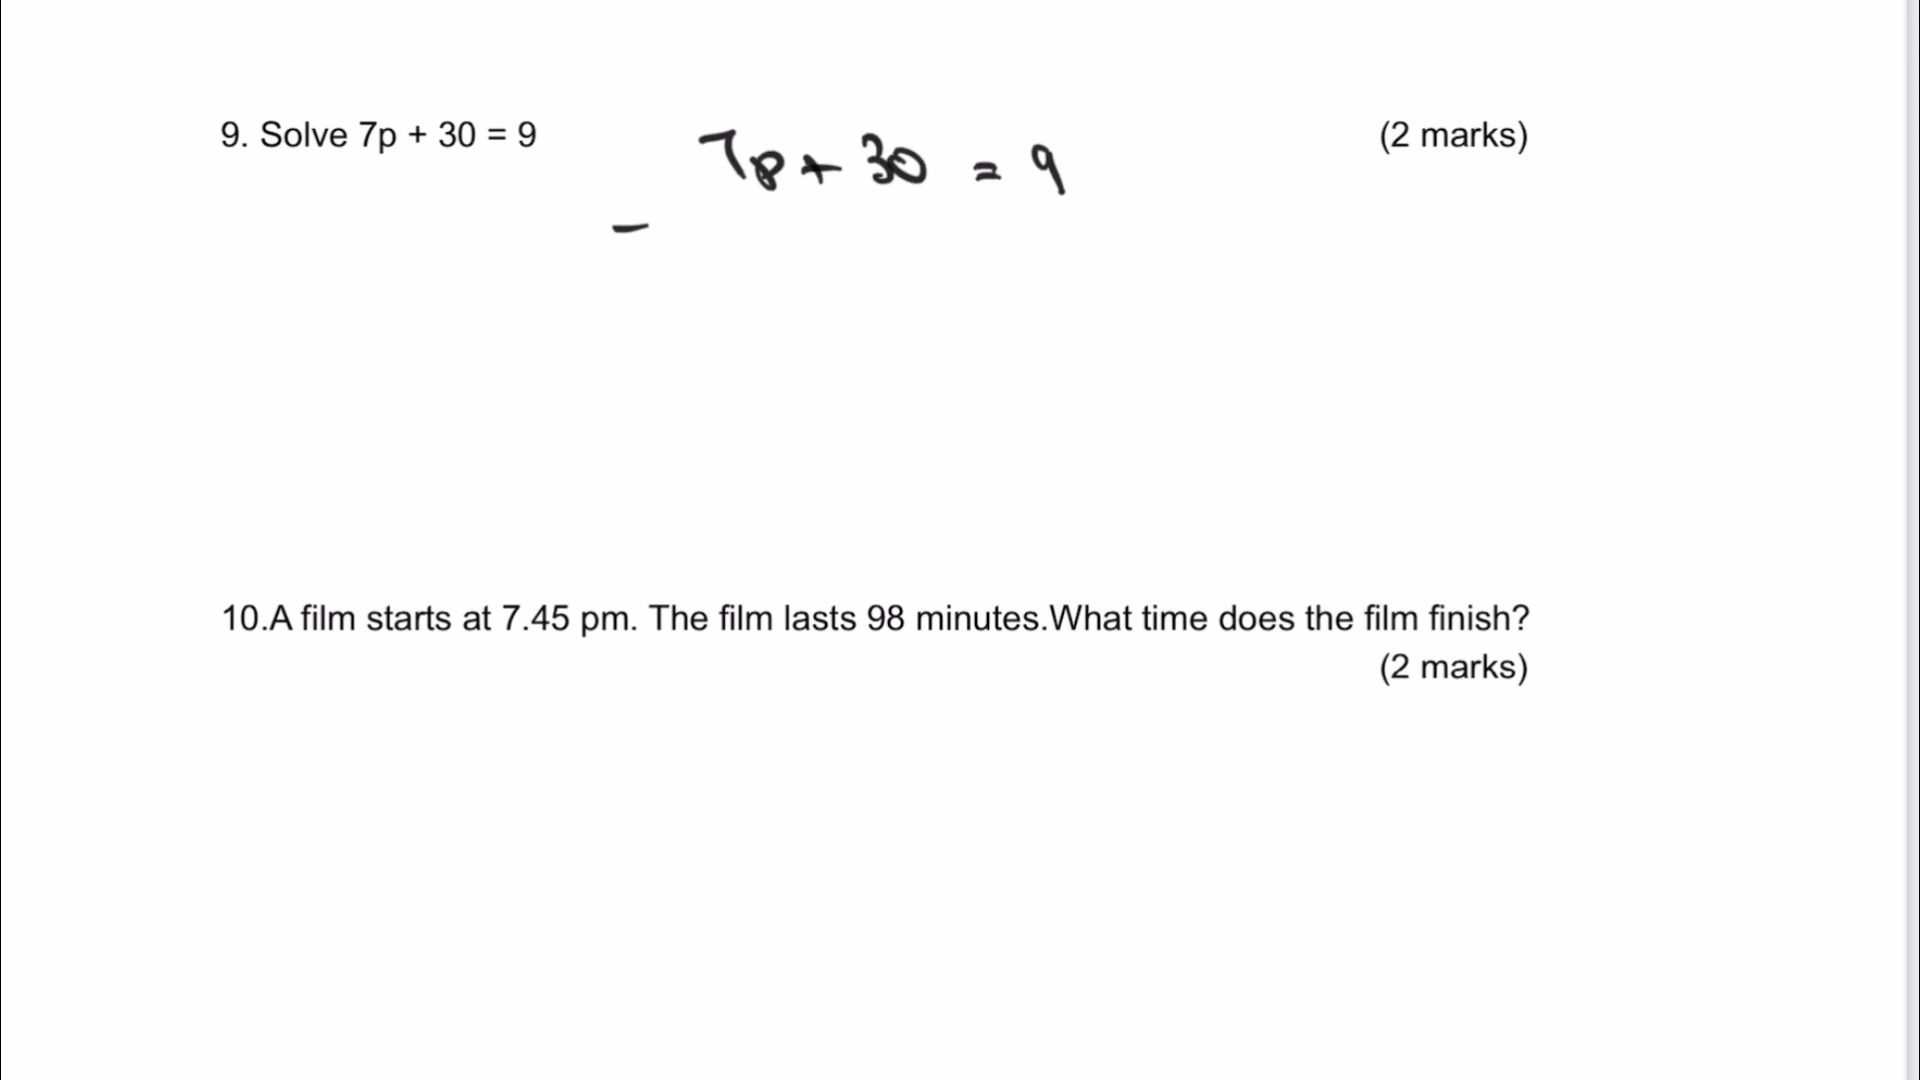 9. Solve 7p + 30 = 9
7p + 30 = 9
(2 marks)
–
10.A film starts at 7.45 pm. The film lasts 98 minutes.What time does the film finish?
(2 marks)